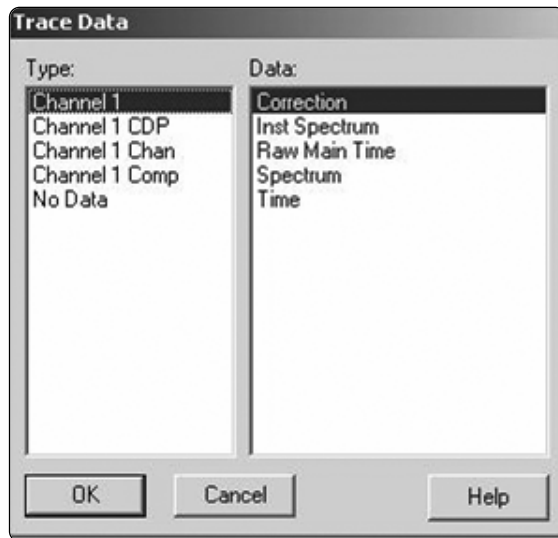 Trace Data
Type:
Channel 1
Channel 1 CDP
Channel 1 Chan
Channel 1 Comp
No Data
Data:
Correction
Inst Spectrum
Raw Main Time
Spectrum
Time
OK
Cancel
Help